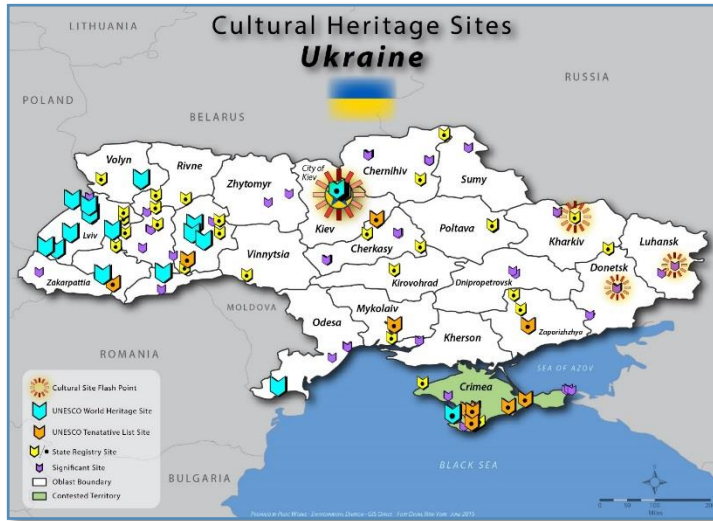 Cultural Heritage Sites
Ukraine
LITHUANIA
RUSSIA
POLAND
BELARUS
Volyn
Rivne
Zhytomyr
City of
Kiev
Chernihiv
Sumy
Lviv
Kiev
Cherkasy
Poltava
Kharkiv
Luhansk
Vinnytsia
Zakarpattia
Kirovohrad
Dnipropetrovsk
Donetsk
MOLDOVA
Mykolaiv
Odesa
Kherson
Zaporizhzhya
ROMANIA
SEA OF AZOV
Crimea
Cultural Site Flash Point
UNESCO World Heritage Site
UNESCO Tenatative List Site
State Registry Site
Significant Site
Oblast Boundary
Contested Territory
BULGARIA
BLACK SEA
Miles